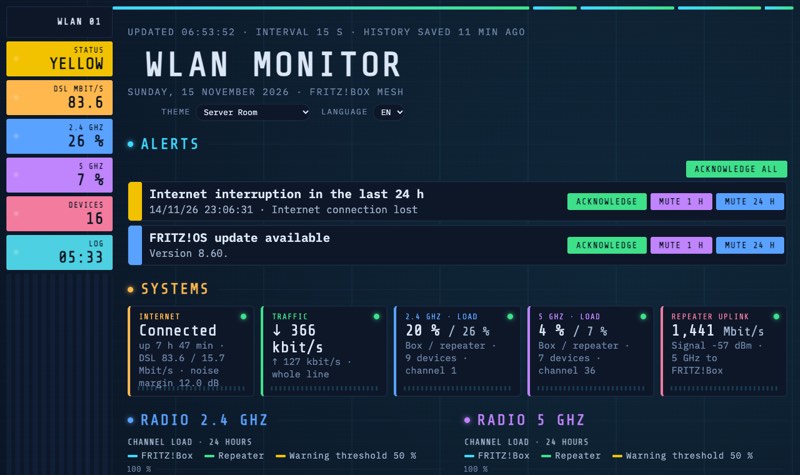 WLAN 01
STATUS
YELLOW
DSL MBIT/S
83.6
2.4 GHZ
26 %
5 GHZ
7 %
DEVICES
16
LOG
05:33
UPDATED 06:53:52 · INTERVAL 15 S · HISTORY SAVED 11 MIN AGO
WLAN MONITOR
SUNDAY, 15 NOVEMBER 2026 · FRITZ!BOX MESH
THEME Server Room LANGUAGE EN
ALERTS
ACKNOWLEDGE ALL
Internet interruption in the last 24 h
14/11/26 23:06:31 · Internet connection lost
ACKNOWLEDGE MUTE 1 H MUTE 24 H
FRITZ!OS update available
Version 8.60.
ACKNOWLEDGE MUTE 1 H MUTE 24 H
SYSTEMS
INTERNET
Connected
up 7 h 47 min ·
DSL 83.6 / 15.7
Mbit/s · noise
margin 12.0 dB
TRAFFIC
↓ 366
kbit/s
↑ 127 kbit/s ·
whole line
2.4 GHZ · LOAD
20 % / 26 %
Box / repeater ·
9 devices ·
channel 1
5 GHZ · LOAD
4 % / 7 %
Box / repeater ·
7 devices ·
channel 36
REPEATER UPLINK
1,441 Mbit/s
Signal -57 dBm ·
5 GHz to
FRITZ!Box
RADIO 2.4 GHZ
CHANNEL LOAD · 24 HOURS
FRITZ!Box Repeater Warning threshold 50 %
100 %
RADIO 5 GHZ
CHANNEL LOAD · 24 HOURS
FRITZ!Box Repeater Warning threshold 50 %
100 %